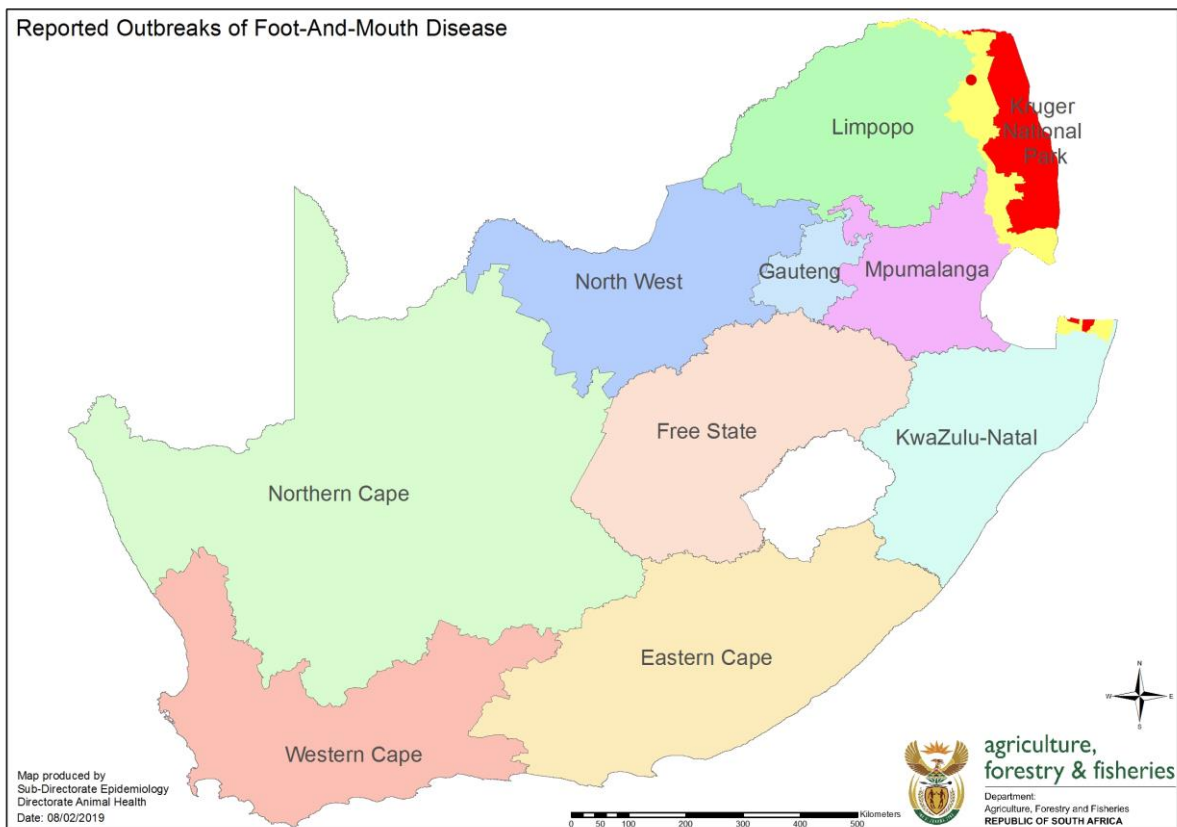 Reported Outbreaks of Foot-And-Mouth Disease
Limpopo
Kruger
National
Park
North West
Gauteng
Mpumalanga
Free State
KwaZulu-Natal
Northern Cape
Eastern Cape
Western Cape
N
W
E
S
Map produced by
Sub-Directorate Epidemiology
Directorate Animal Health
Date: 08/02/2019
Kilometers
0 50 100 200 300 400 500
agriculture,
forestry & fisheries
Department:
Agriculture, Forestry and Fisheries
REPUBLIC OF SOUTH AFRICA